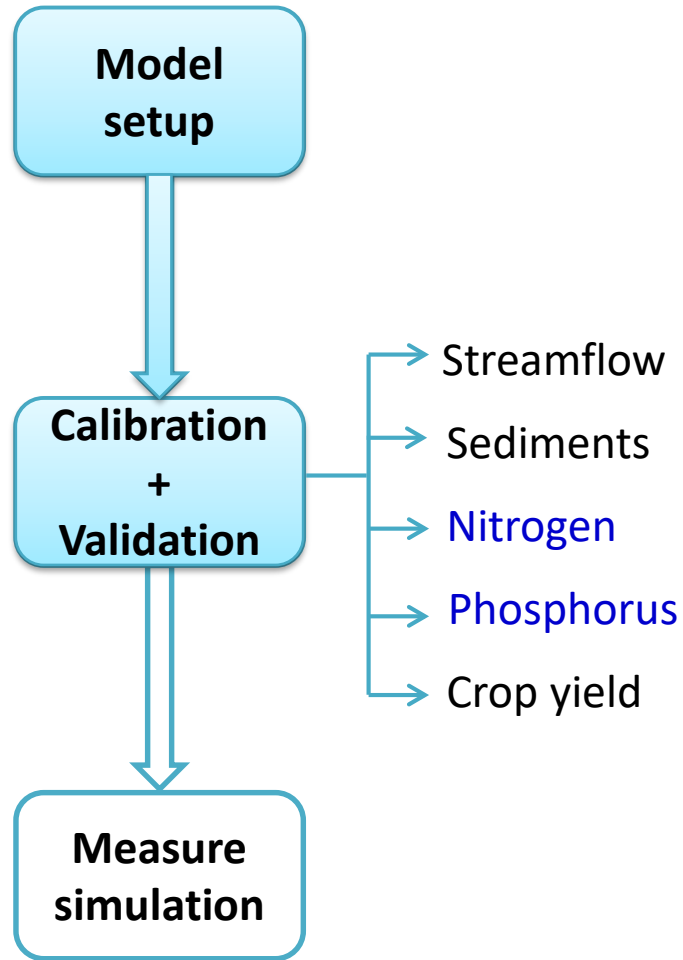 Model
setup
Calibration
+
Validation
Streamflow
Sediments
Nitrogen
Phosphorus
Crop yield
Measure
simulation